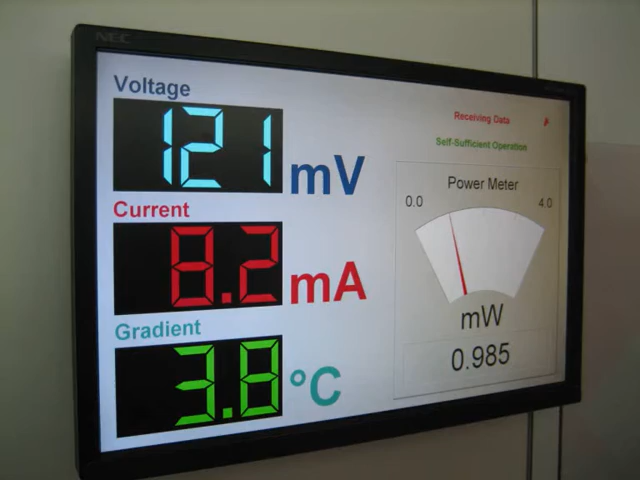 NEC
Voltage
121 mV
Current
8.2 mA
Gradient
3.8 °C
Receiving Data
Self-Sufficient Operation
Power Meter
0.0 4.0
mW
0.985